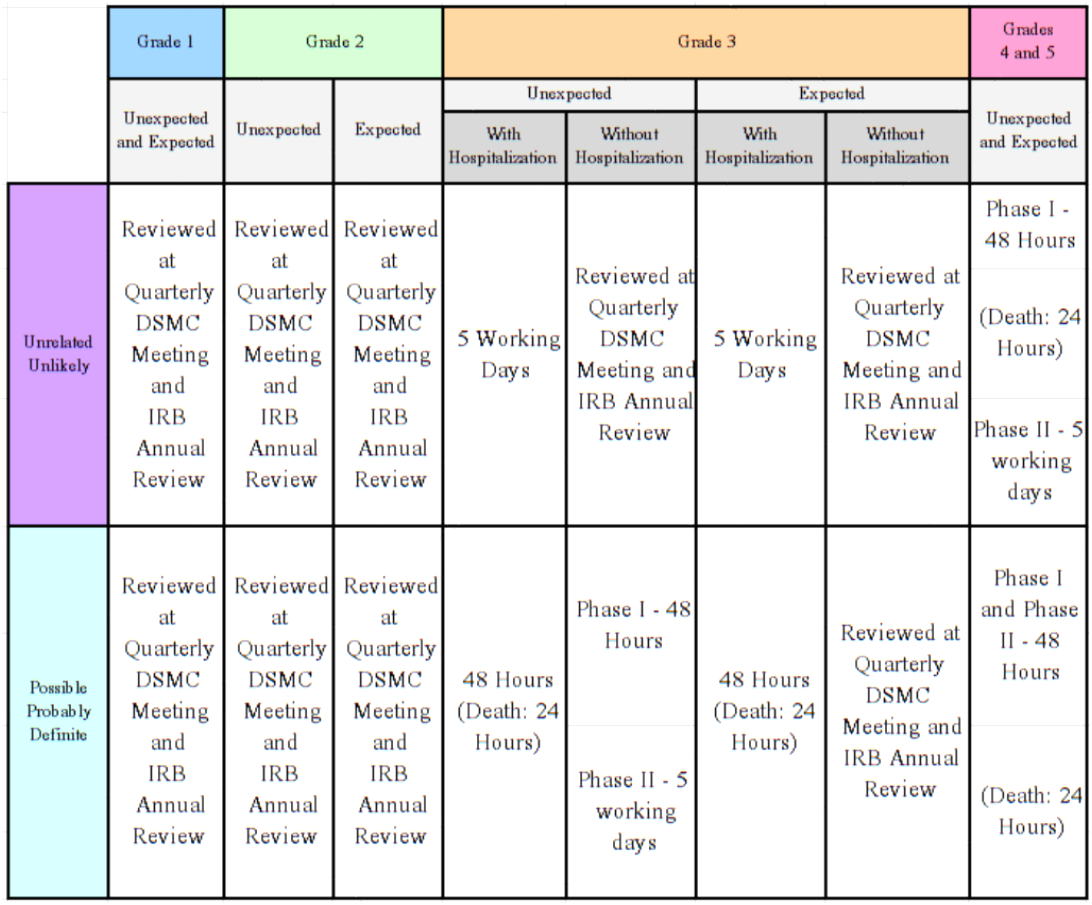 Grade 1
Grade 2
Grade 3
Grades
4 and 5
Unexpected
and Expected
Unexpected
Expected
Unexpected
Expected
With
Hospitalization
Without
Hospitalization
With
Hospitalization
Without
Hospitalization
Unexpected
and Expected
Unrelated
Unlikely
Reviewed
at
Quarterly
DSMC
Meeting
and
IRB
Annual
Review
Reviewed
at
Quarterly
DSMC
Meeting
and
IRB
Annual
Review
Reviewed
at
Quarterly
DSMC
Meeting
and
IRB
Annual
Review
5 Working
Days
Reviewed at
Quarterly
DSMC
Meeting and
IRB Annual
Review
5 Working
Days
Reviewed at
Quarterly
DSMC
Meeting and
IRB Annual
Review
Phase I -
48 Hours
(Death: 24
Hours)
Phase II - 5
working
days
Possible
Probably
Definite
Reviewed
at
Quarterly
DSMC
Meeting
and
IRB
Annual
Review
Reviewed
at
Quarterly
DSMC
Meeting
and
IRB
Annual
Review
Reviewed
at
Quarterly
DSMC
Meeting
and
IRB
Annual
Review
48 Hours
(Death: 24
Hours)
Phase I - 48
Hours
Phase II - 5
working
days
48 Hours
(Death: 24
Hours)
Reviewed at
Quarterly
DSMC
Meeting and
IRB Annual
Review
Phase I
and Phase
II - 48
Hours
(Death: 24
Hours)